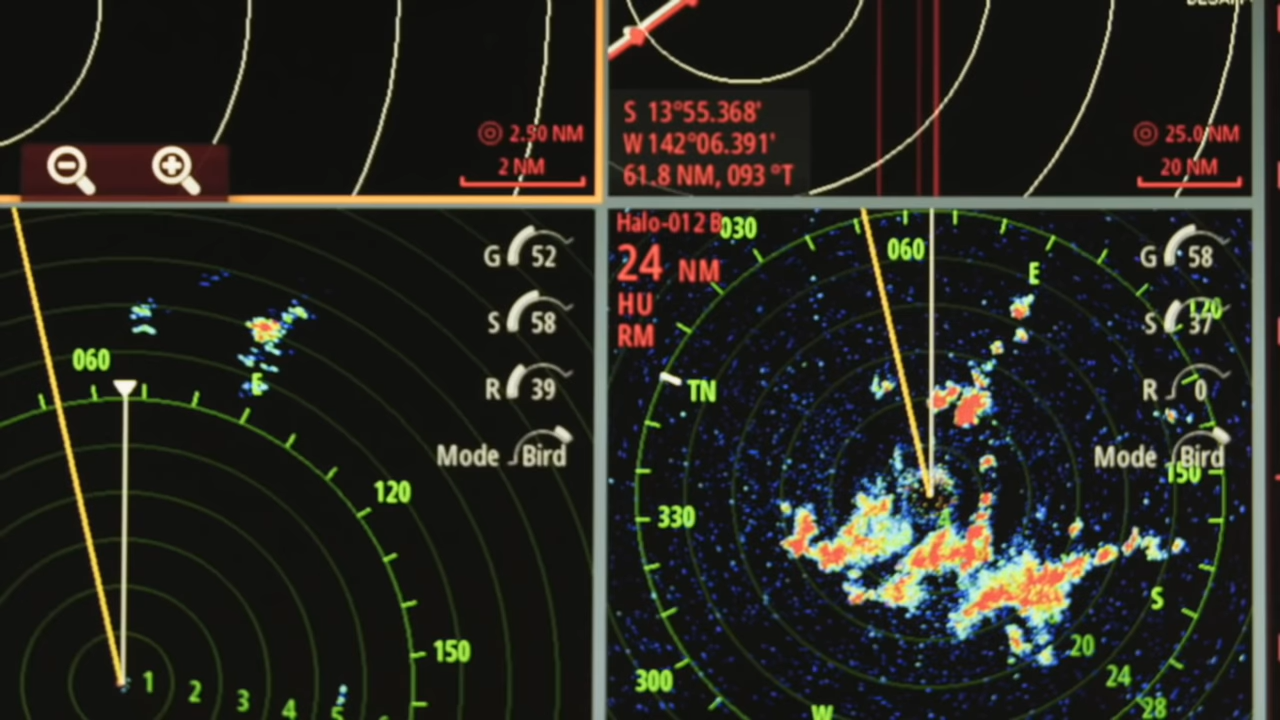 2.50 NM
2 NM
S 13°55.368'
W 142°06.391'
61.8 NM, 093 °T
25.0 NM
20 NM
G 52
S 58
R 39
Mode Bird
060
E
120
150
1 2 3 4 5
Halo-012 B
24 NM
HU
RM
030
060
E
G 58
120
S 37
R 0
TN
Mode Bird
150
330
S
20
24
28
300
W